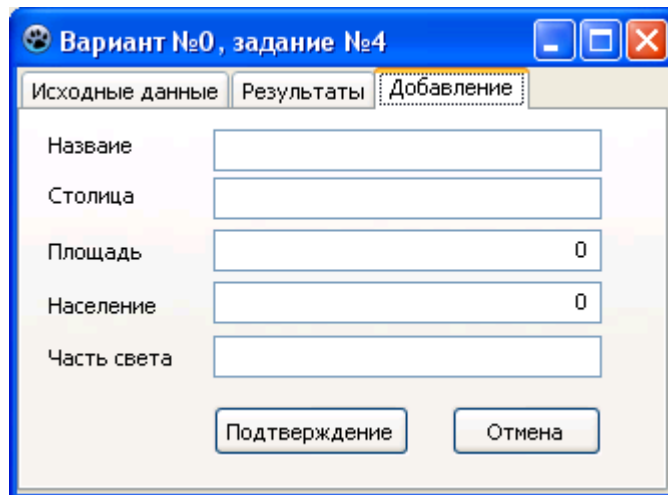 Вариант №0, задание №4
Исходные данные Результаты Добавление
Назваие
Столица
Площадь 0
Население 0
Часть света
Подтверждение Отмена